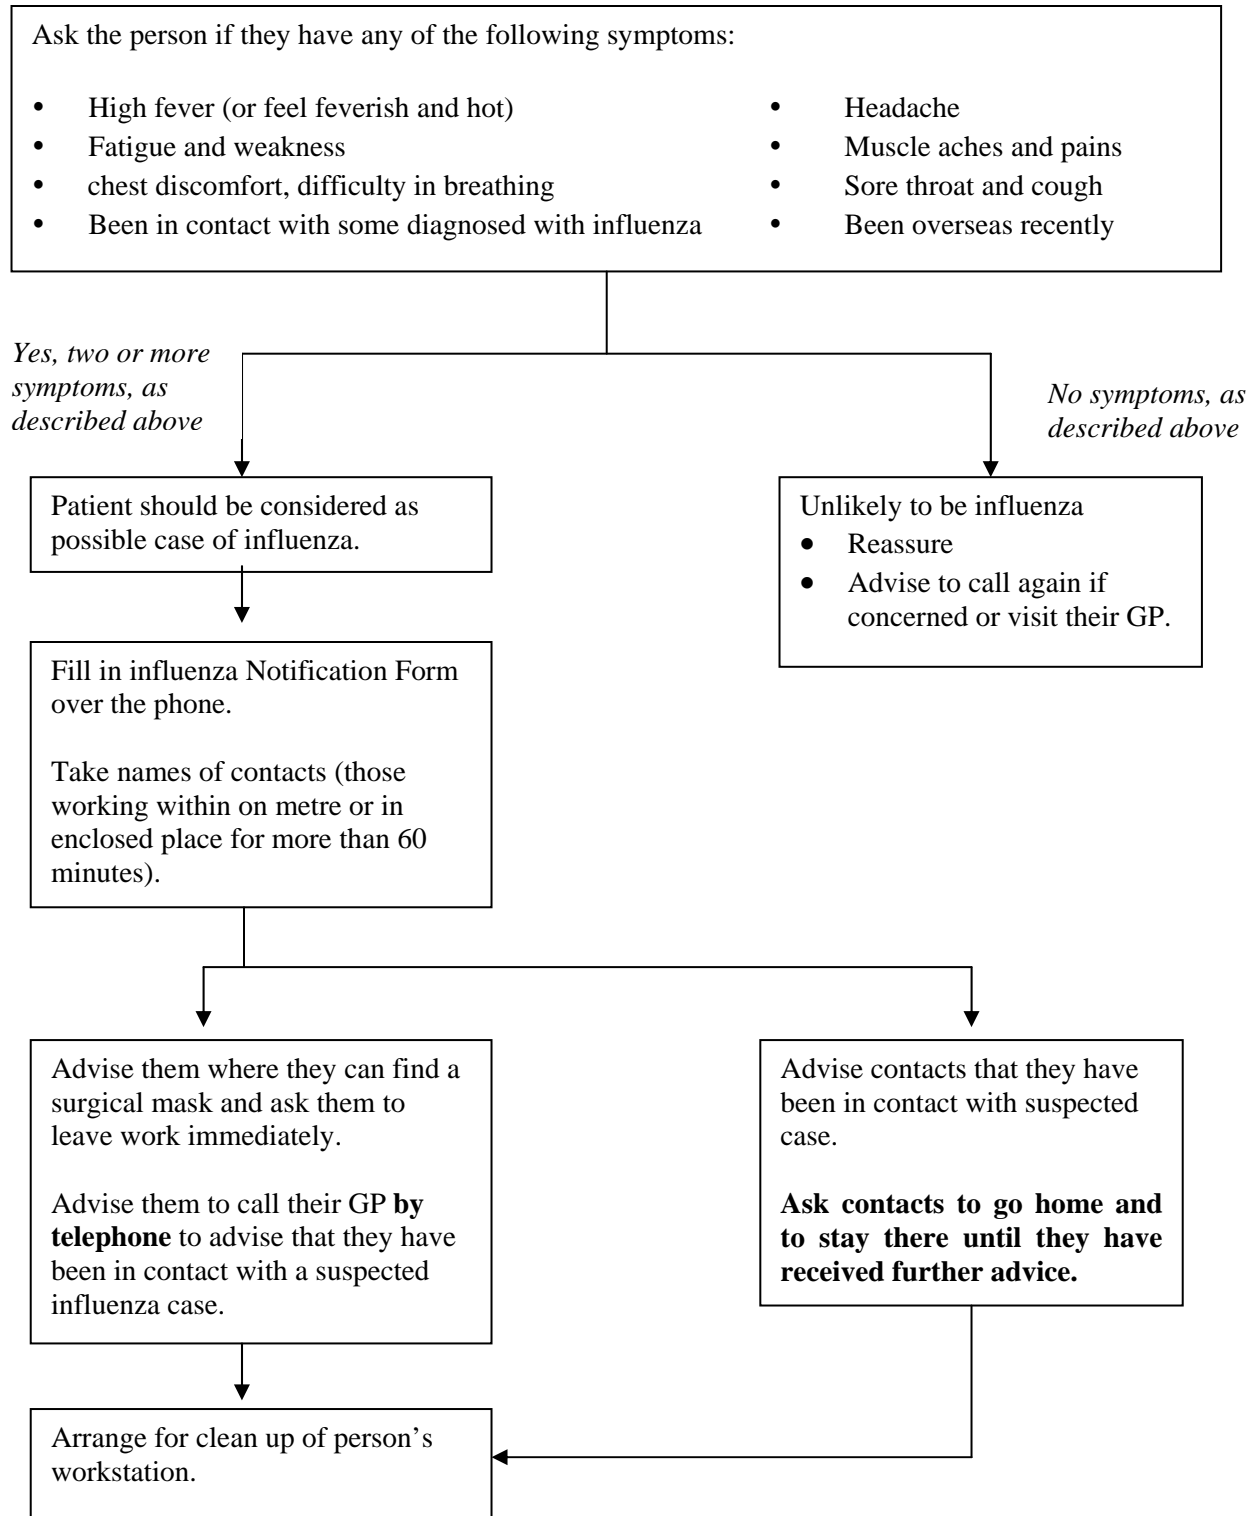 Ask the person if they have any of the following symptoms:
• High fever (or feel feverish and hot)
• Fatigue and weakness
• chest discomfort, difficulty in breathing
• Been in contact with some diagnosed with influenza
• Headache
• Muscle aches and pains
• Sore throat and cough
• Been overseas recently
Yes, two or more
symptoms, as
described above
No symptoms, as
described above
Patient should be considered as
possible case of influenza.
Unlikely to be influenza
• Reassure
• Advise to call again if
concerned or visit their GP.
Fill in influenza Notification Form
over the phone.
Take names of contacts (those
working within on metre or in
enclosed place for more than 60
minutes).
Advise them where they can find a
surgical mask and ask them to
leave work immediately.
Advise them to call their GP by
telephone to advise that they have
been in contact with a suspected
influenza case.
Advise contacts that they have
been in contact with suspected
case.
Ask contacts to go home and
to stay there until they have
received further advice.
Arrange for clean up of person’s
workstation.